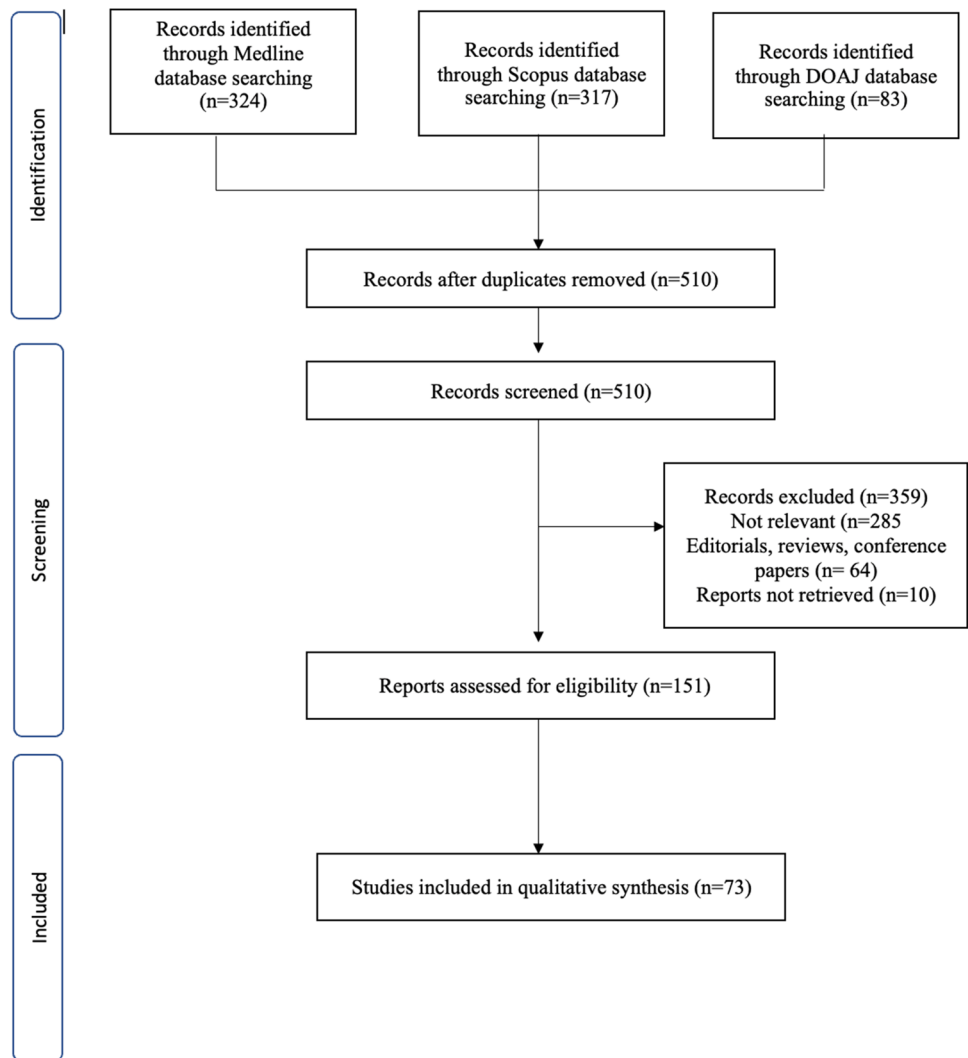 Identification
Records identified
through Medline
database searching
(n=324)
Records identified
through Scopus database
searching (n=317)
Records identified
through DOAJ database
searching (n=83)
Records after duplicates removed (n=510)
Screening
Records screened (n=510)
Records excluded (n=359)
Not relevant (n=285
Editorials, reviews, conference
papers (n= 64)
Reports not retrieved (n=10)
Reports assessed for eligibility (n=151)
Included
Studies included in qualitative synthesis (n=73)